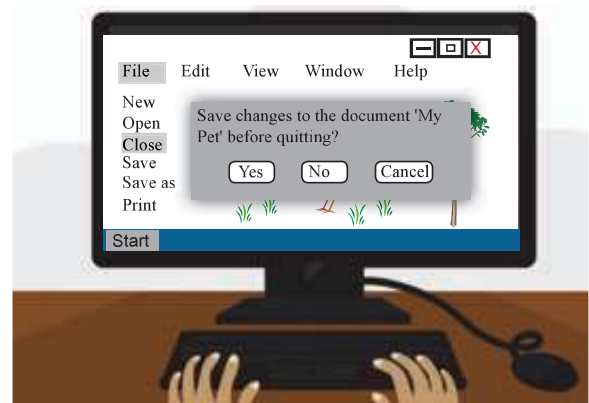 X
File Edit View Window Help
New
Open
Close
Save
Save as
Print
Save changes to the document 'My
Pet' before quitting?
Yes No Cancel
Start